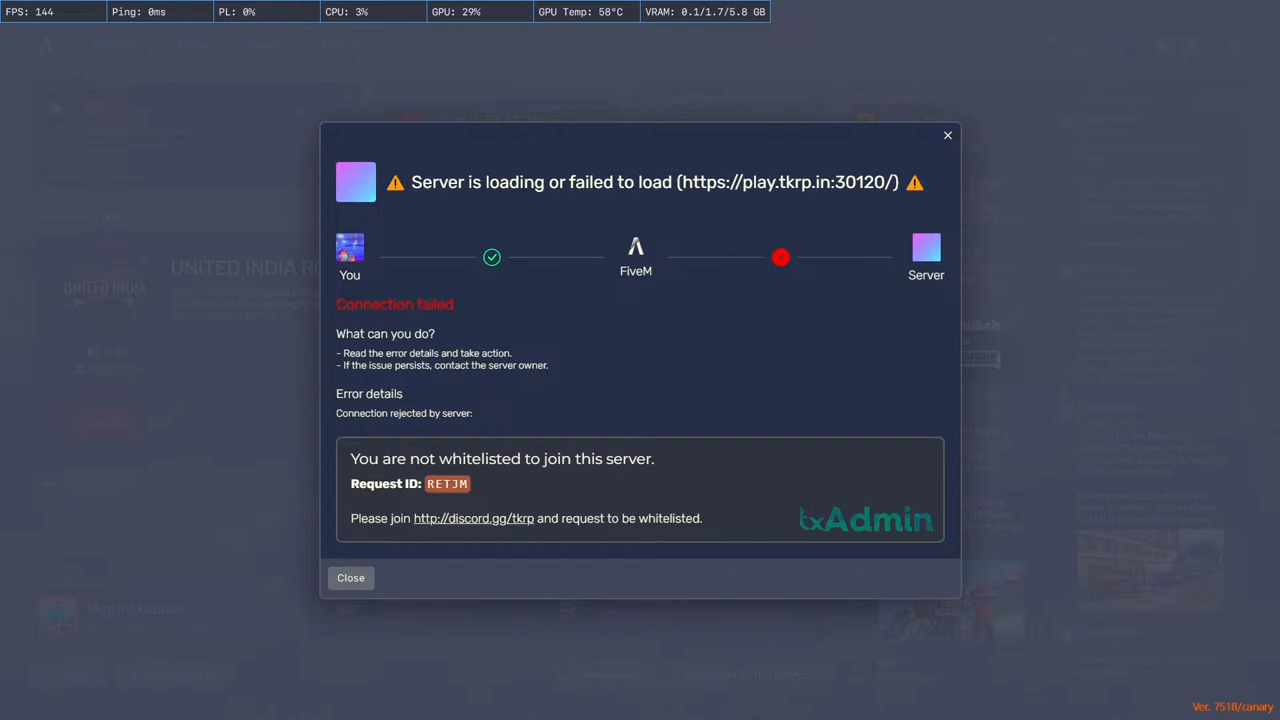 FPS: 144 Ping: 0ms PL: 0% CPU: 3% GPU: 29% GPU Temp: 58°C VRAM: 0.1/1.7/5.8 GB
Server is loading or failed to load (https://play.tkrp.in:30120/)
You FiveM Server
Connection failed
What can you do?
- Read the error details and take action.
- If the issue persists, contact the server owner.
Error details
Connection rejected by server:
You are not whitelisted to join this server.
Request ID: RETJM
Please join http://discord.gg/tkrp and request to be whitelisted.
txAdmin
Close
UNITED INDIA
Ver. 7518/canary